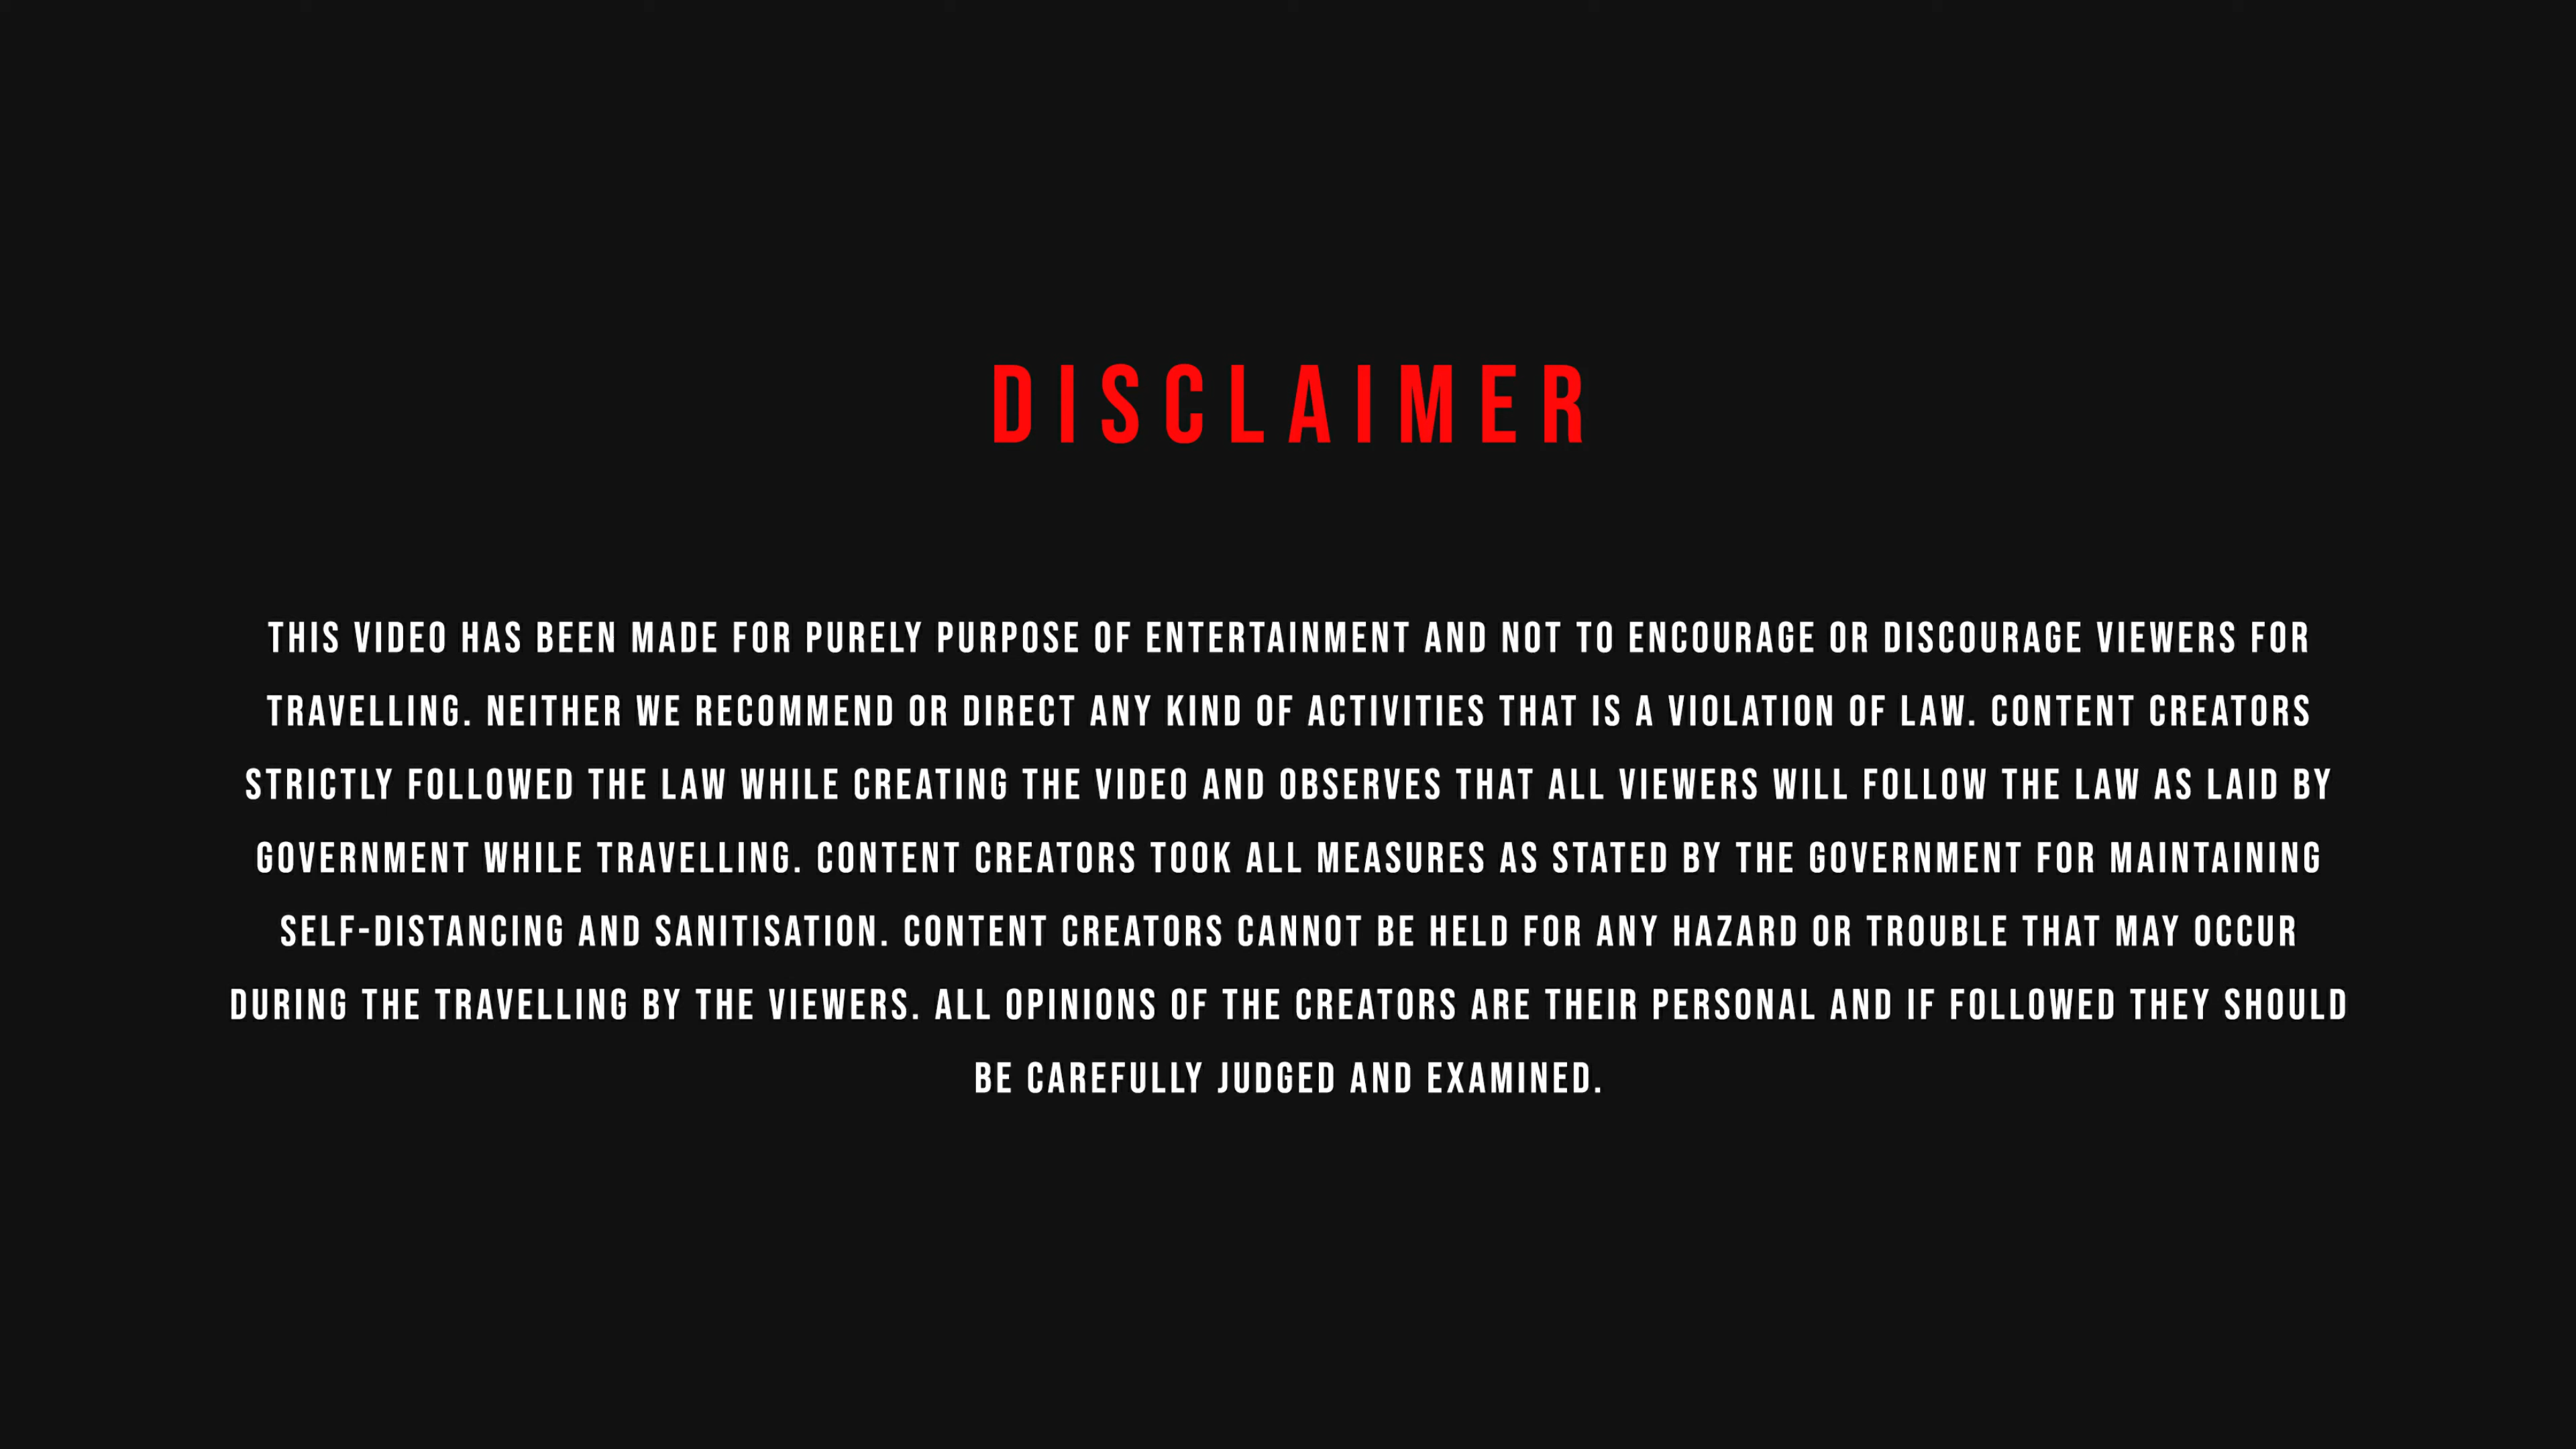 DISCLAIMER
THIS VIDEO HAS BEEN MADE FOR PURELY PURPOSE OF ENTERTAINMENT AND NOT TO ENCOURAGE OR DISCOURAGE VIEWERS FOR
TRAVELLING. NEITHER WE RECOMMEND OR DIRECT ANY KIND OF ACTIVITIES THAT IS A VIOLATION OF LAW. CONTENT CREATORS
STRICTLY FOLLOWED THE LAW WHILE CREATING THE VIDEO AND OBSERVES THAT ALL VIEWERS WILL FOLLOW THE LAW AS LAID BY
GOVERNMENT WHILE TRAVELLING. CONTENT CREATORS TOOK ALL MEASURES AS STATED BY THE GOVERNMENT FOR MAINTAINING
SELF-DISTANCING AND SANITISATION. CONTENT CREATORS CANNOT BE HELD FOR ANY HAZARD OR TROUBLE THAT MAY OCCUR
DURING THE TRAVELLING BY THE VIEWERS. ALL OPINIONS OF THE CREATORS ARE THEIR PERSONAL AND IF FOLLOWED THEY SHOULD
BE CAREFULLY JUDGED AND EXAMINED.